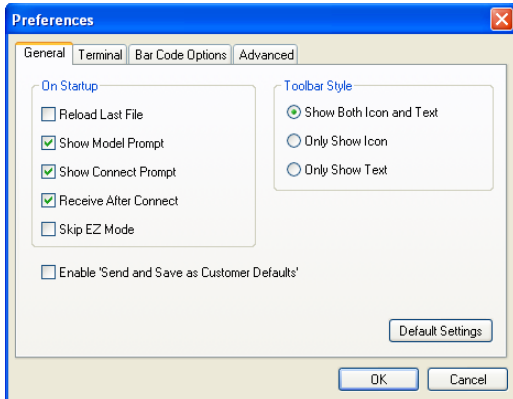 Preferences
General Terminal Bar Code Options Advanced
On Startup
Reload Last File
Show Model Prompt
Show Connect Prompt
Receive After Connect
Skip EZ Mode
Toolbar Style
Show Both Icon and Text
Only Show Icon
Only Show Text
Enable 'Send and Save as Customer Defaults'
Default Settings
OK Cancel